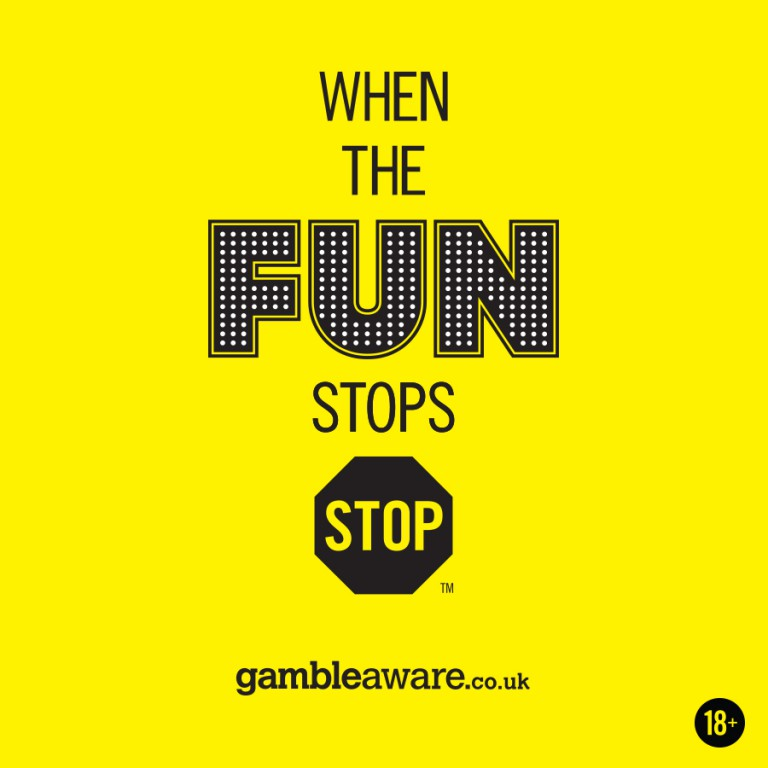 WHEN
THE
FUN
STOPS
STOP
TM
gambleaware.co.uk
18+